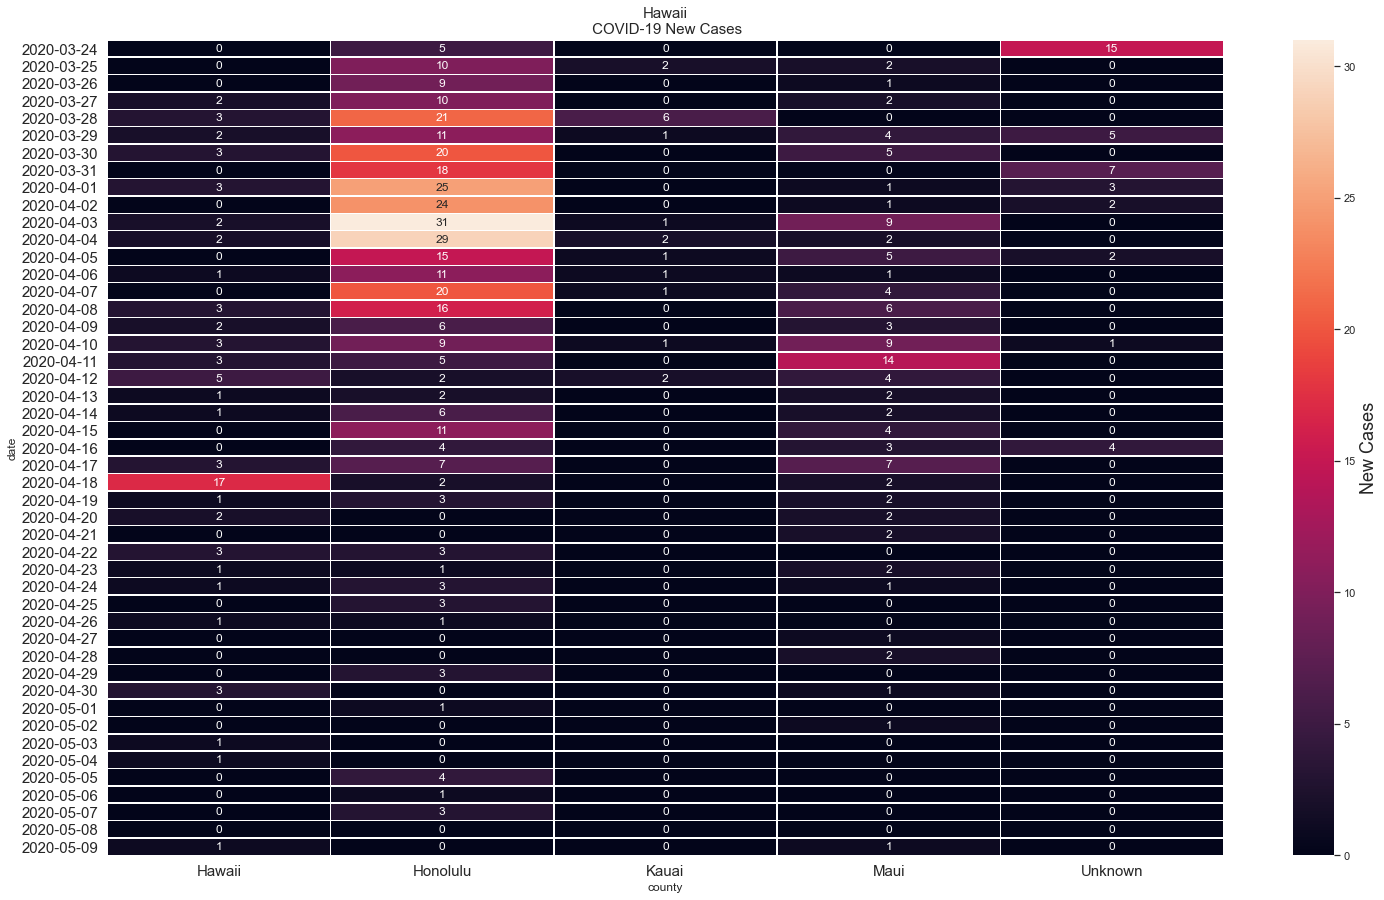 Hawaii
COVID-19 New Cases
2020-03-24 0 5 0 0 15
2020-03-25 0 10 2 2 0
2020-03-26 0 9 0 1 0
2020-03-27 2 10 0 2 0
2020-03-28 3 21 6 0 0
2020-03-29 2 11 1 4 5
2020-03-30 3 20 0 5 0
2020-03-31 0 18 0 0 7
2020-04-01 3 25 0 1 3
2020-04-02 0 24 0 1 2
2020-04-03 2 31 1 9 0
2020-04-04 2 29 2 2 0
2020-04-05 0 15 1 5 2
2020-04-06 1 11 1 1 0
2020-04-07 0 20 1 4 0
2020-04-08 3 16 0 6 0
2020-04-09 2 6 0 3 0
2020-04-10 3 9 1 9 1
2020-04-11 3 5 0 14 0
2020-04-12 5 2 2 4 0
2020-04-13 1 2 0 2 0
2020-04-14 1 6 0 2 0
2020-04-15 0 11 0 4 0
2020-04-16 0 4 0 3 4
2020-04-17 3 7 0 7 0
2020-04-18 17 2 0 2 0
2020-04-19 1 3 0 2 0
2020-04-20 2 0 0 2 0
2020-04-21 0 0 0 2 0
2020-04-22 3 3 0 0 0
2020-04-23 1 1 0 2 0
2020-04-24 1 3 0 1 0
2020-04-25 0 3 0 0 0
2020-04-26 1 1 0 0 0
2020-04-27 0 0 0 1 0
2020-04-28 0 0 0 2 0
2020-04-29 0 3 0 0 0
2020-04-30 3 0 0 1 0
2020-05-01 0 1 0 0 0
2020-05-02 0 0 0 1 0
2020-05-03 1 0 0 0 0
2020-05-04 1 0 0 0 0
2020-05-05 0 4 0 0 0
2020-05-06 0 1 0 0 0
2020-05-07 0 3 0 0 0
2020-05-08 0 0 0 0 0
2020-05-09 1 0 0 1 0
Hawaii Honolulu Kauai Maui Unknown
county
date
30
25
20
15
10
5
0
New Cases